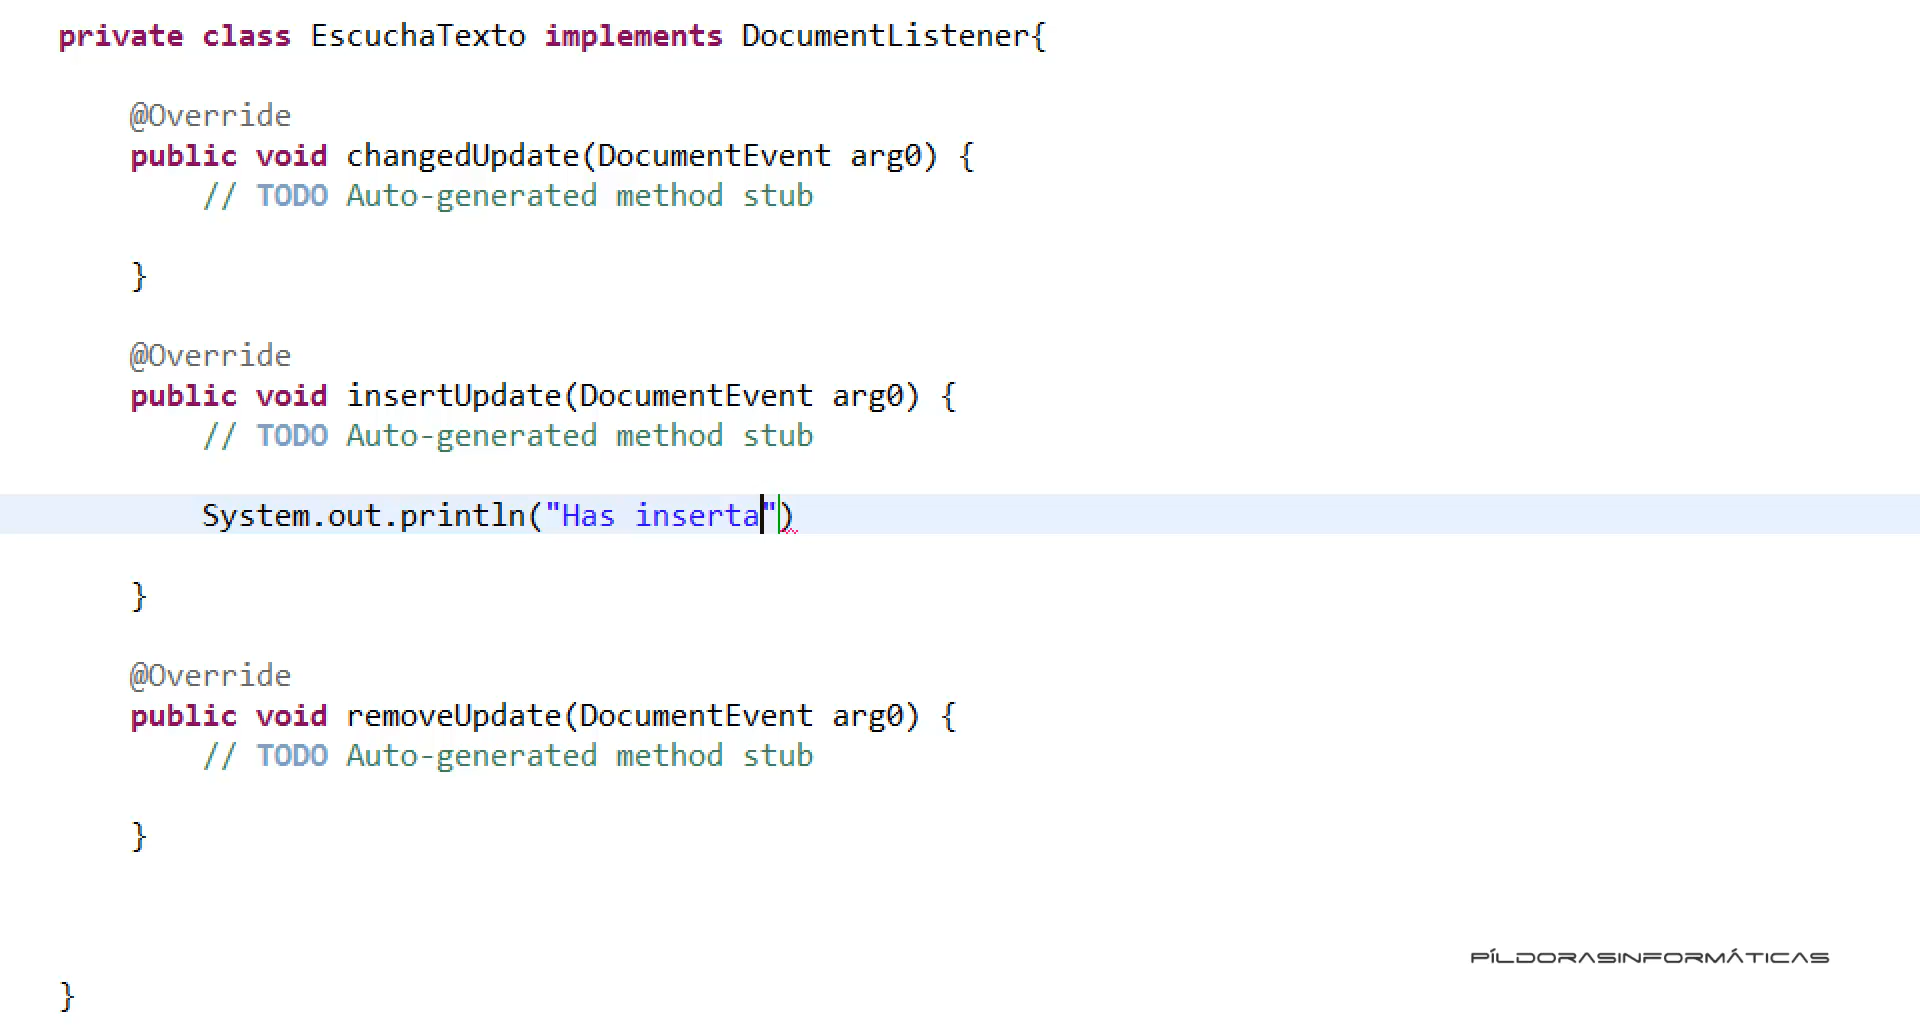 private class EscuchaTexto implements DocumentListener{
@Override
public void changedUpdate(DocumentEvent arg0) {
// TODO Auto-generated method stub
}
@Override
public void insertUpdate(DocumentEvent arg0) {
// TODO Auto-generated method stub
System.out.println("Has inserta")
}
@Override
public void removeUpdate(DocumentEvent arg0) {
// TODO Auto-generated method stub
}
PÍLDORASINFORMÁTICAS
}